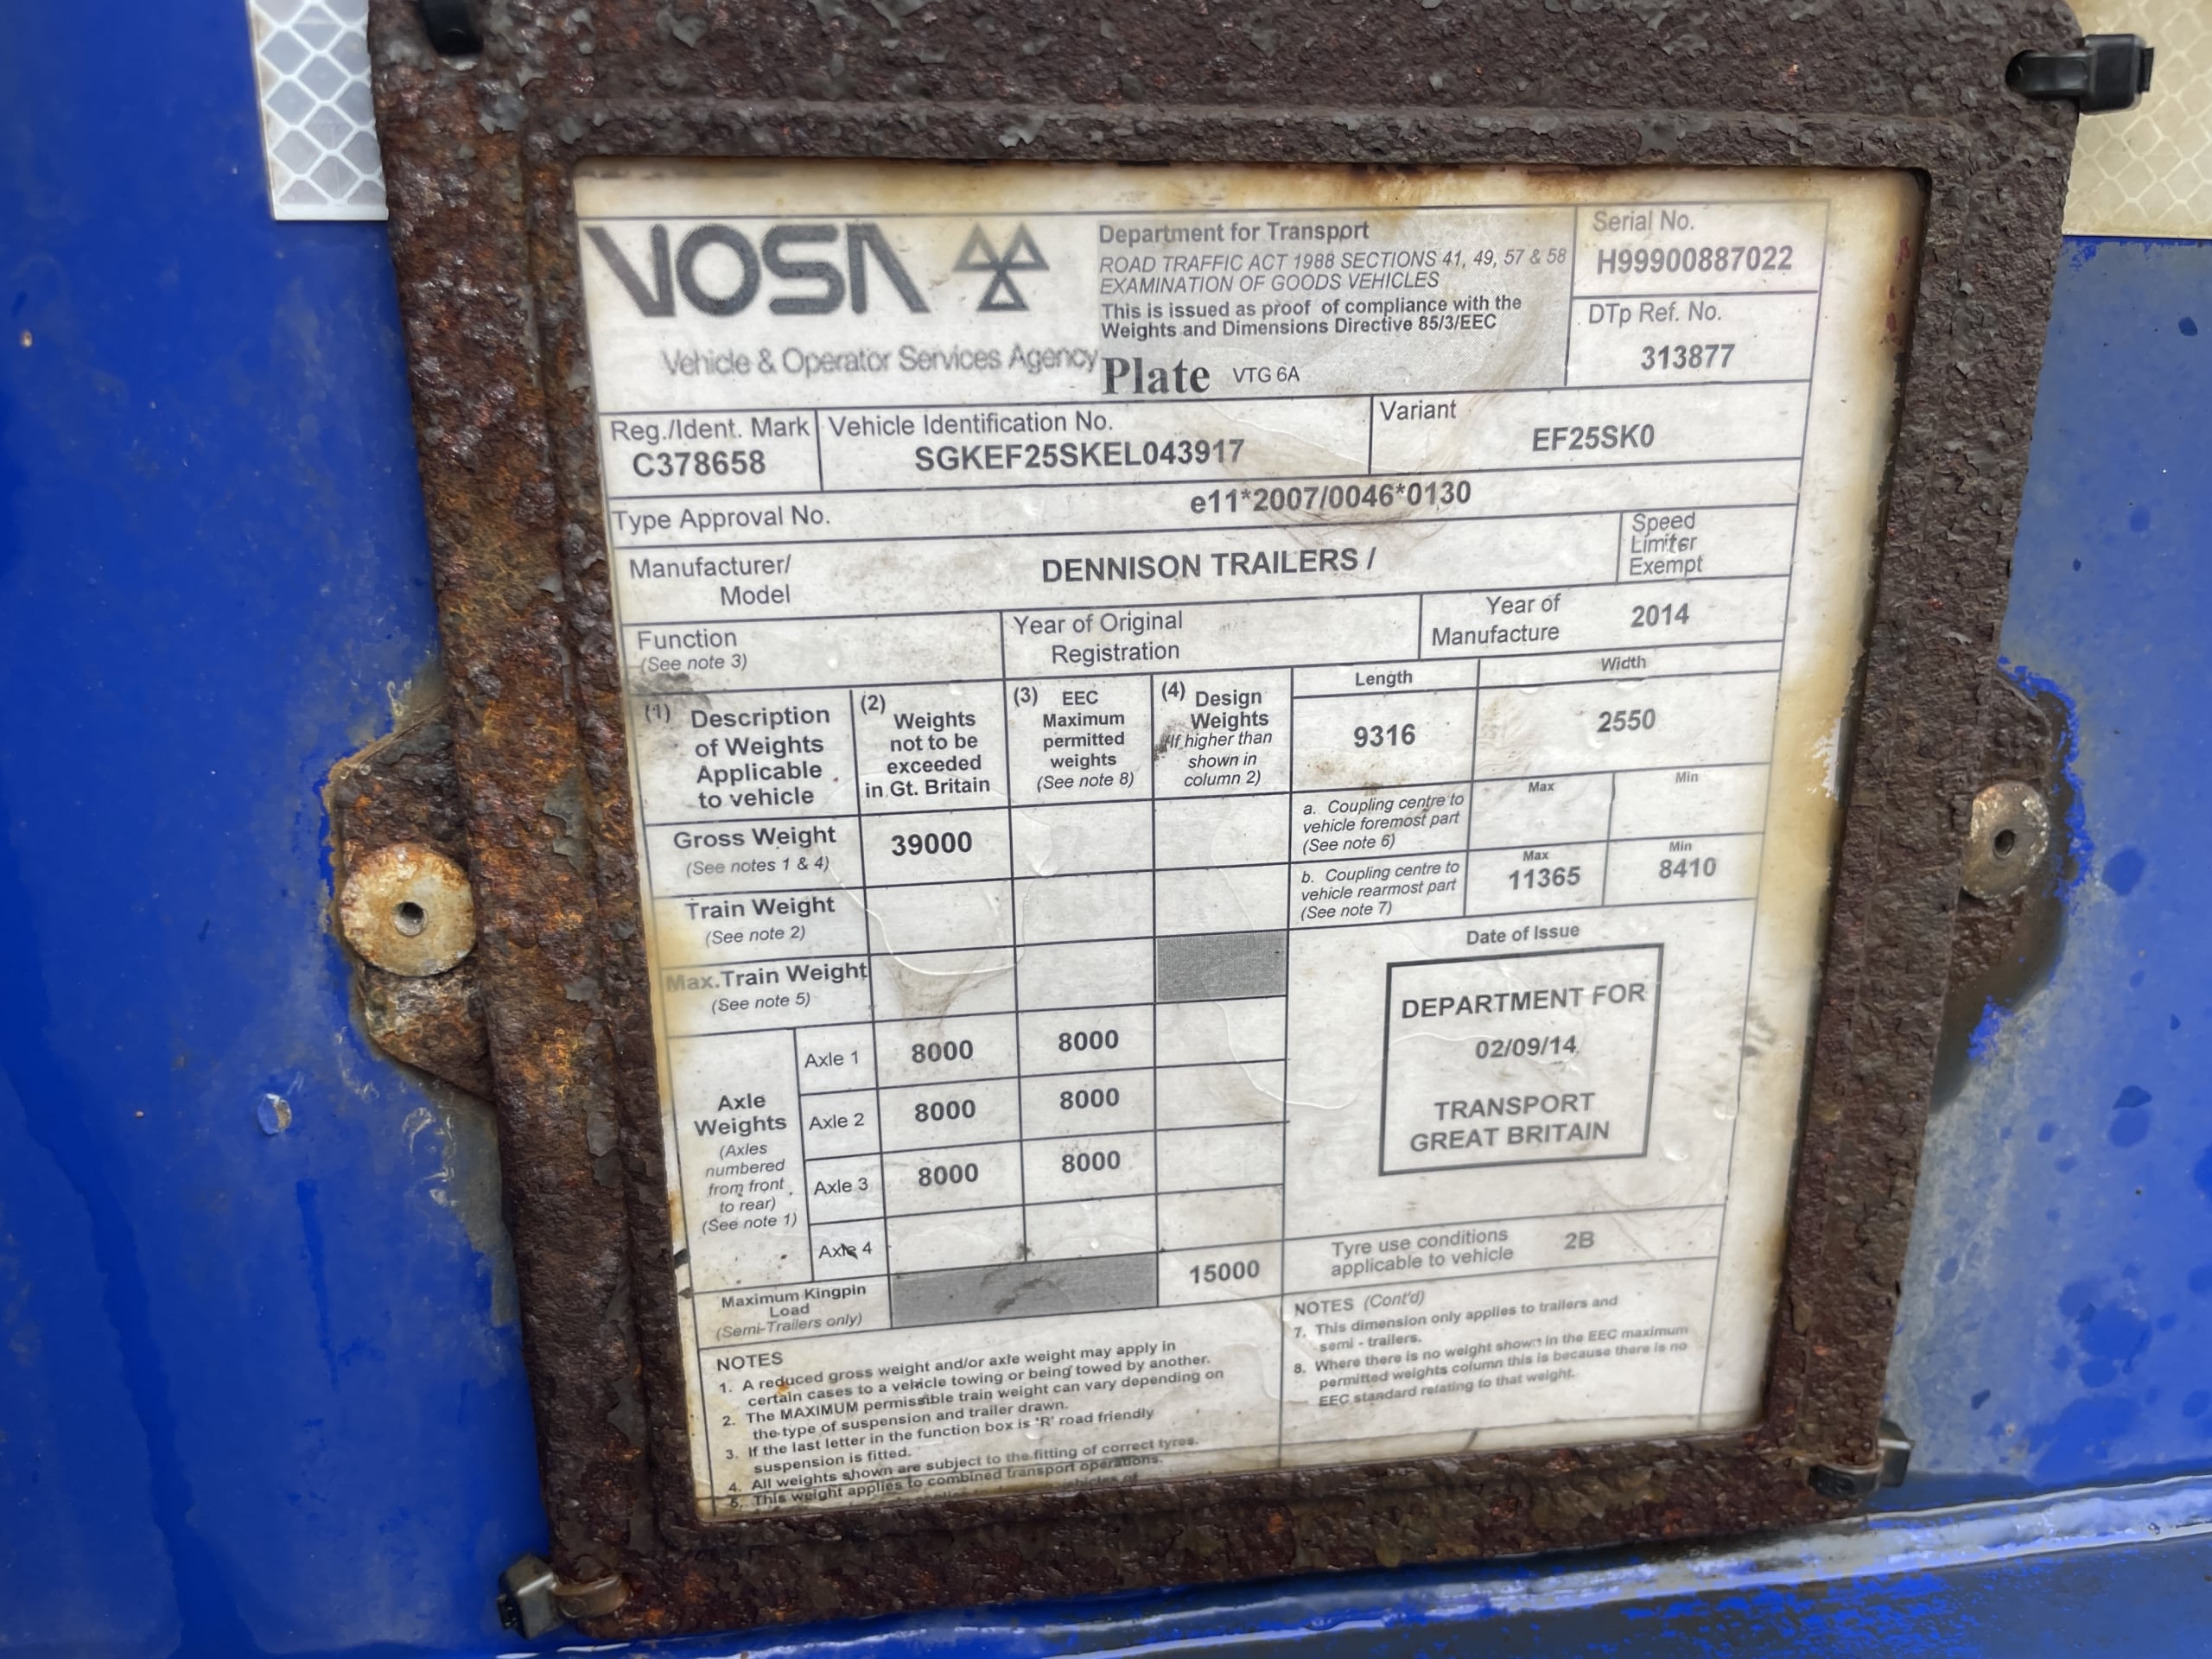 VOSA
Vehicle & Operator Services Agency
Department for Transport
ROAD TRAFFIC ACT 1988 SECTIONS 41, 49, 57 & 58
EXAMINATION OF GOODS VEHICLES
This is issued as proof of compliance with the
Weights and Dimensions Directive 85/3/EEC
Plate VTG 6A
Serial No.
H99900887022
DTp Ref. No.
313877
Reg./Ident. Mark
C378658
Vehicle Identification No.
SGKEF25SKEL043917
Variant
EF25SK0
Type Approval No. e11*2007/0046*0130
Manufacturer/
Model
DENNISON TRAILERS /
Speed
Limiter
Exempt
Function
(See note 3)
Year of Original
Registration
Year of
Manufacture
2014
(1) Description
of Weights
Applicable
to vehicle
(2) Weights
not to be
exceeded
in Gt. Britain
(3) EEC
Maximum
permitted
weights
(See note 8)
(4) Design
Weights
(If higher than
shown in
column 2)
Length
9316
Width
2550
a. Coupling centre to
vehicle foremost part
(See note 6)
Max
Min
b. Coupling centre to
vehicle rearmost part
(See note 7)
Max
11365
Min
8410
Gross Weight
(See notes 1 & 4)
39000
Train Weight
(See note 2)
Max.Train Weight
(See note 5)
Axle
Weights
(Axles
numbered
from front
to rear)
(See note 1)
Axle 1 8000 8000
Axle 2 8000 8000
Axle 3 8000 8000
Axle 4
Maximum Kingpin
Load
(Semi-Trailers only)
15000
Date of Issue
DEPARTMENT FOR
02/09/14
TRANSPORT
GREAT BRITAIN
Tyre use conditions
applicable to vehicle
2B
NOTES
1. A reduced gross weight and/or axle weight may apply in
certain cases to a vehicle towing or being towed by another.
2. The MAXIMUM permissible train weight can vary depending on
the type of suspension and trailer drawn.
3. If the last letter in the function box is 'R' road friendly
suspension is fitted.
4. All weights shown are subject to the fitting of correct tyres.
5. This weight applies to combined transport operations.
NOTES (Cont'd)
7. This dimension only applies to trailers and
semi - trailers.
8. Where there is no weight shown in the EEC maximum
permitted weights column this is because there is no
EEC standard relating to that weight.